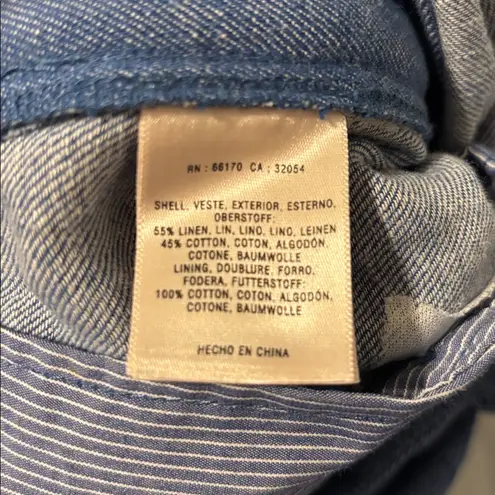 RN : 66170 CA : 32054
SHELL, VESTE, EXTERIOR, ESTERNO,
OBERSTOFF:
55% LINEN, LIN, LINO, LINO, LEINEN
45% COTTON, COTON, ALGODÓN,
COTONE, BAUMWOLLE
LINING, DOUBLURE, FORRO,
FODERA, FUTTERSTOFF:
100% COTTON, COTON, ALGODÓN,
COTONE, BAUMWOLLE
HECHO EN CHINA